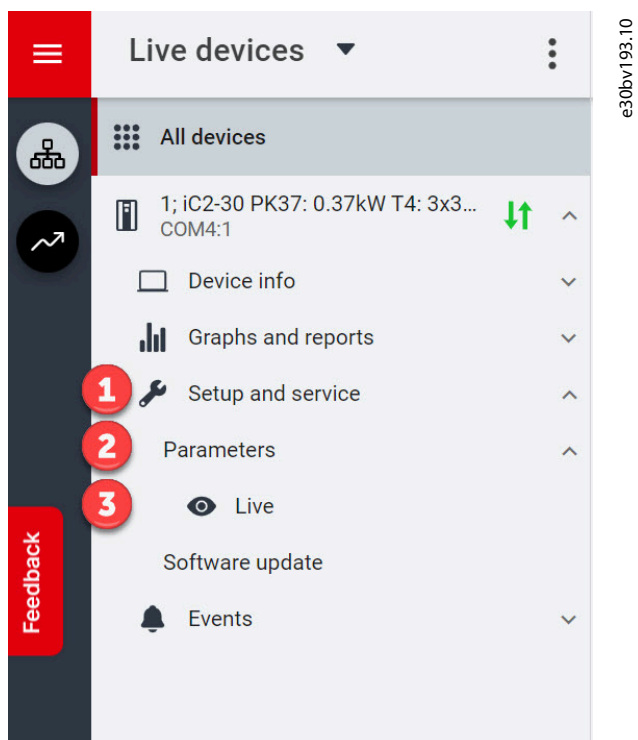 Live devices
e30bv193.10
All devices
1; iC2-30 PK37: 0.37kW T4: 3x3...
COM4:1
Device info
Graphs and reports
1
Setup and service
2
Parameters
3
Live
Software update
Feedback
Events